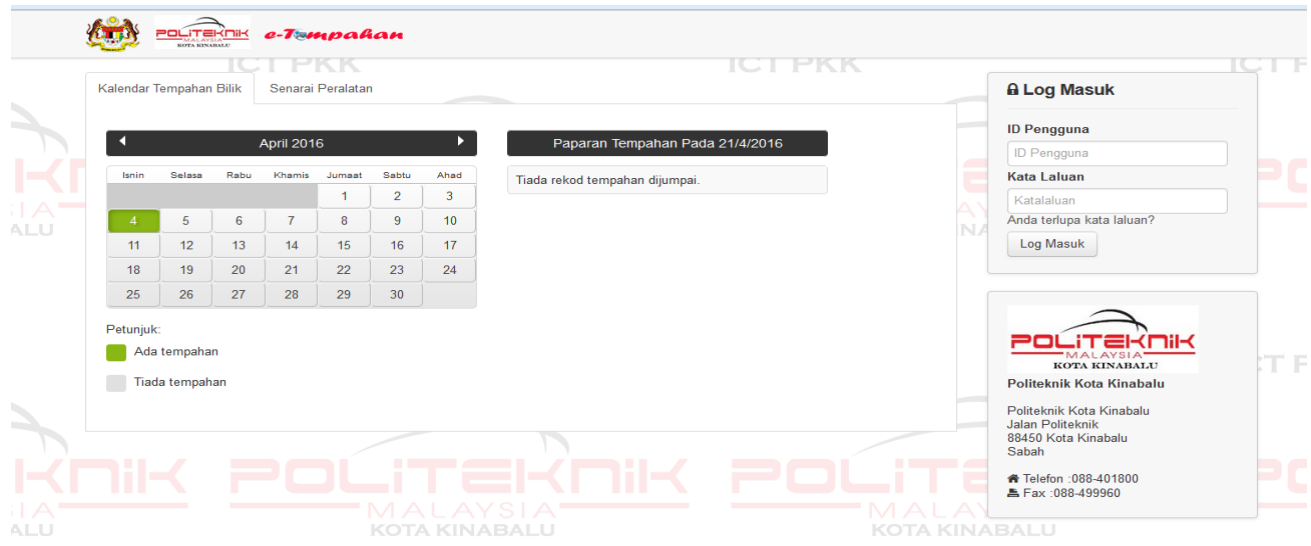 POLITEKNIK
MALAYSIA
KOTA KINABALU
e-Tempahan
ICT PKK
ICT PKK
Kalendar Tempahan Bilik
Senarai Peralatan
April 2016
Isnin Selasa Rabu Khamis Jumaat Sabtu Ahad
1 2 3
4 5 6 7 8 9 10
11 12 13 14 15 16 17
18 19 20 21 22 23 24
25 26 27 28 29 30
Petunjuk:
Ada tempahan
Tiada tempahan
Paparan Tempahan Pada 21/4/2016
Tiada rekod tempahan dijumpai.
Log Masuk
ID Pengguna
ID Pengguna
Kata Laluan
Katalaluan
Anda terlupa kata laluan?
Log Masuk
POLITEKNIK
MALAYSIA
KOTA KINABALU
Politeknik Kota Kinabalu
Politeknik Kota Kinabalu
Jalan Politeknik
88450 Kota Kinabalu
Sabah
Telefon :088-401800
Fax :088-499960
POLITEKNIK
MALAYSIA
KOTA KINABALU
KOTA KINABALU